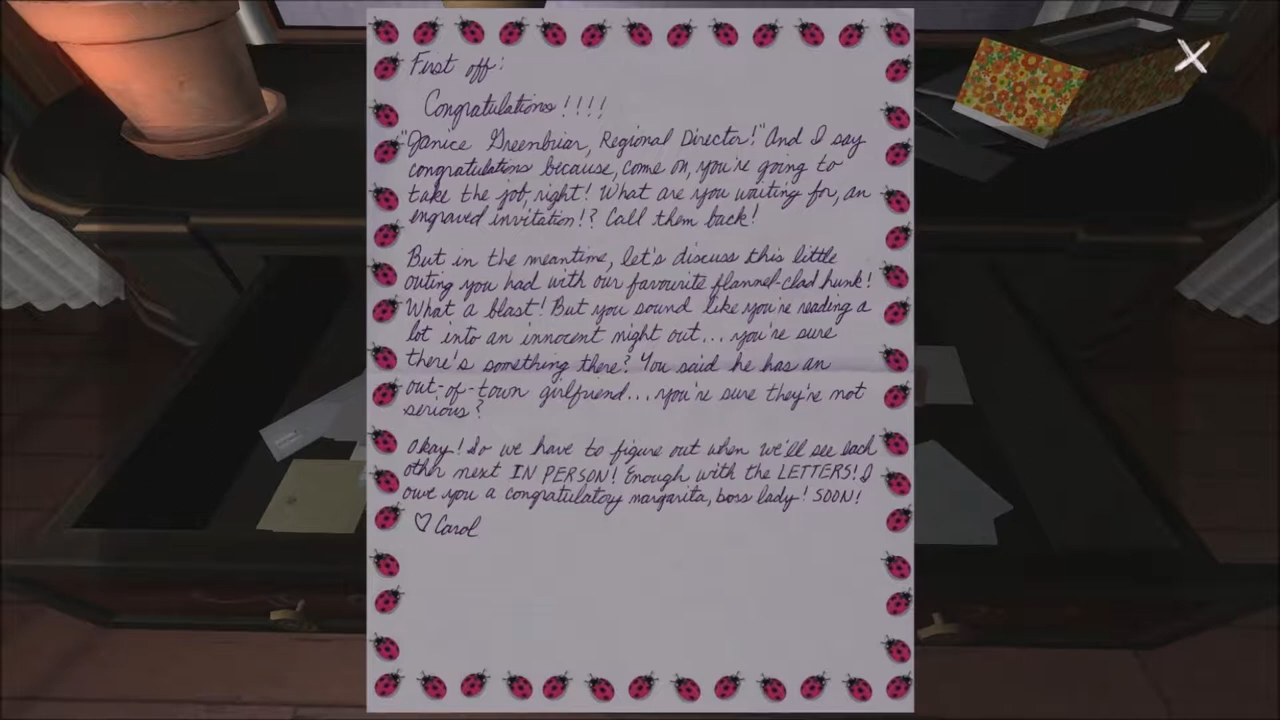 First off:
Congratulations!!!!
"Janice Greenbriar, Regional Director!" And I say
congratulations because, come on, you're going to
take the job, right! What are you waiting for, an
engraved invitation!? Call them back!
But in the meantime, let's discuss this little
outing you had with our favourite flannel-clad hunk!
What a blast! But you sound like you're reading a
lot into an innocent night out... you're sure
there's something there? You said he has an
out-of-town girlfriend... you're sure they're not
serious?
Okay! So we have to figure out when we'll see each
other next IN PERSON! Enough with the LETTERS! I
owe you a congratulatory margarita, boss lady! SOON!
♡ Carol